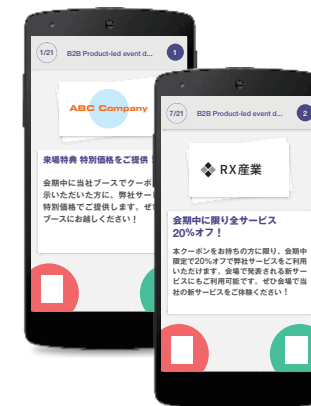 1/21 B2B Product-led event d... 1
ABC Company
来場特典 特別価格をご提供！
会期中に当社ブースでクーポ
示いただいた方に、弊社サー
特別価格でご提供します。ぜ
ブースにお越しください！
7/21 B2B Product-led event d... 2
RX産業
会期中に限り全サービス
20%オフ！
本クーポンをお持ちの方に限り、会期中
限定で20%オフで弊社サービスをご利用
いただけます。会場で発表される新サー
ビスにもご利用可能です。ぜひ会場で当
社の新サービスをご体験ください！